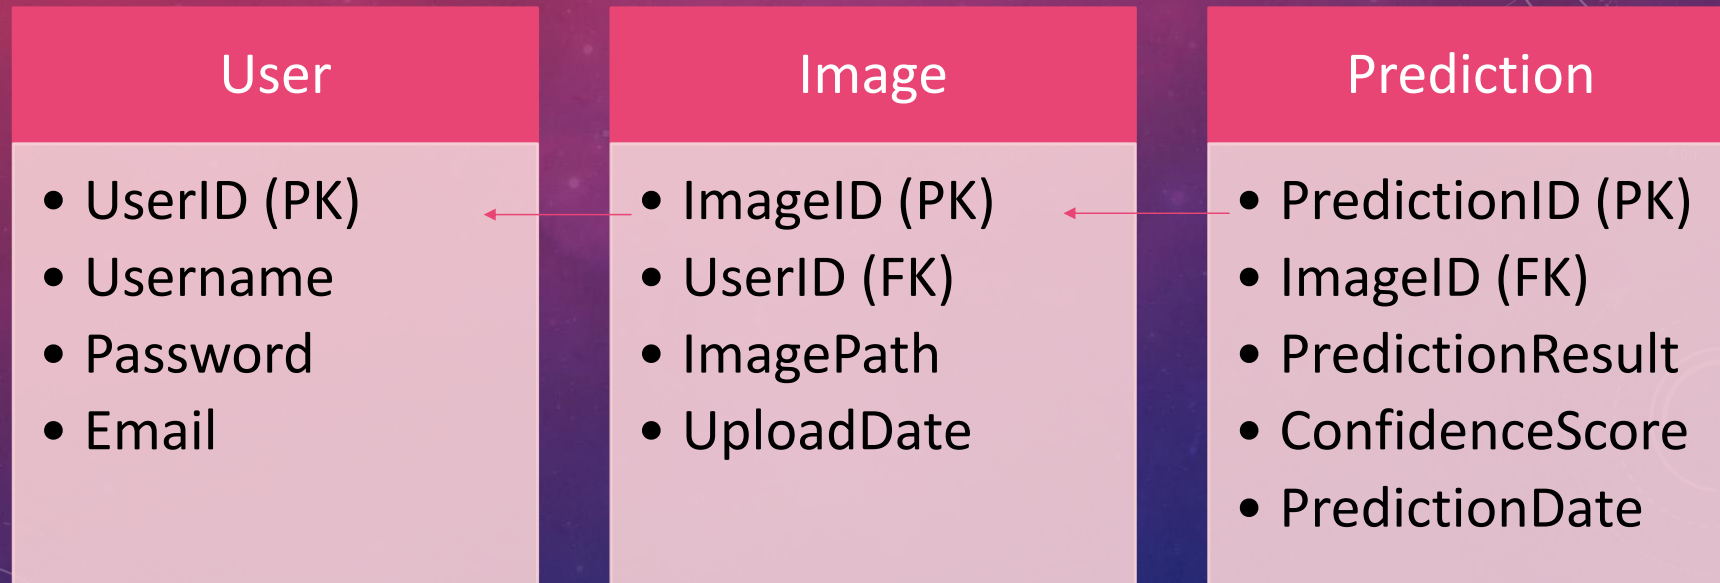 User
• UserID (PK)
• Username
• Password
• Email
Image
• ImageID (PK)
• UserID (FK)
• ImagePath
• UploadDate
Prediction
• PredictionID (PK)
• ImageID (FK)
• PredictionResult
• ConfidenceScore
• PredictionDate